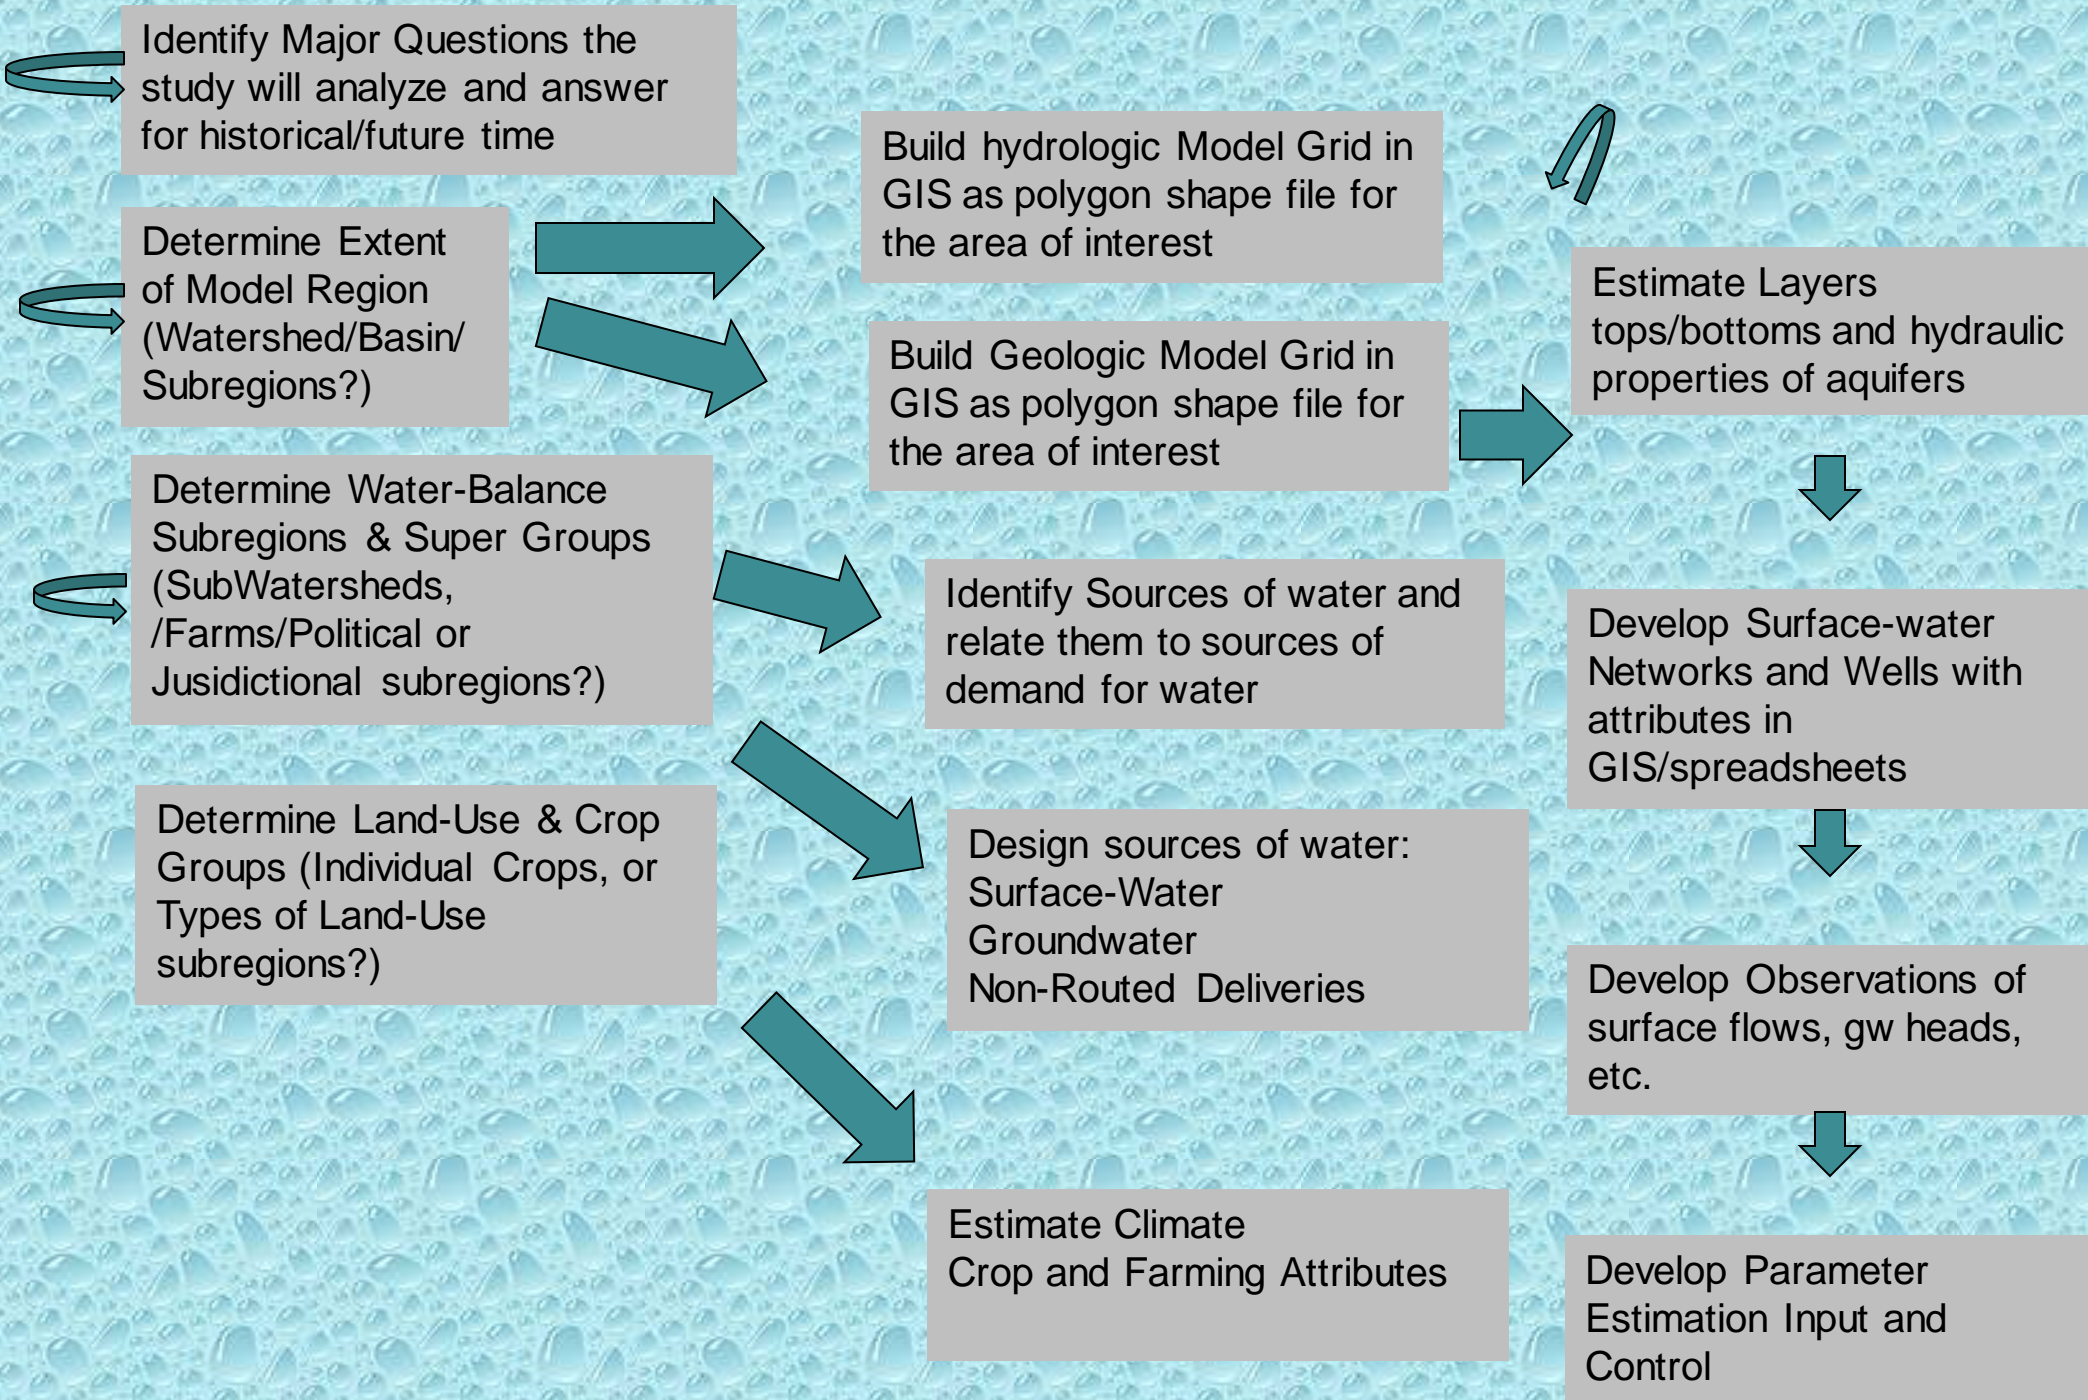 Identify Major Questions the
study will analyze and answer
for historical/future time
Determine Extent
of Model Region
(Watershed/Basin/
Subregions?)
Determine Water-Balance
Subregions & Super Groups
(SubWatersheds,
/Farms/Political or
Jusidictional subregions?)
Determine Land-Use & Crop
Groups (Individual Crops, or
Types of Land-Use
subregions?)
Build hydrologic Model Grid in
GIS as polygon shape file for
the area of interest
Build Geologic Model Grid in
GIS as polygon shape file for
the area of interest
Identify Sources of water and
relate them to sources of
demand for water
Design sources of water:
Surface-Water
Groundwater
Non-Routed Deliveries
Estimate Climate
Crop and Farming Attributes
Estimate Layers
tops/bottoms and hydraulic
properties of aquifers
Develop Surface-water
Networks and Wells with
attributes in
GIS/spreadsheets
Develop Observations of
surface flows, gw heads,
etc.
Develop Parameter
Estimation Input and
Control